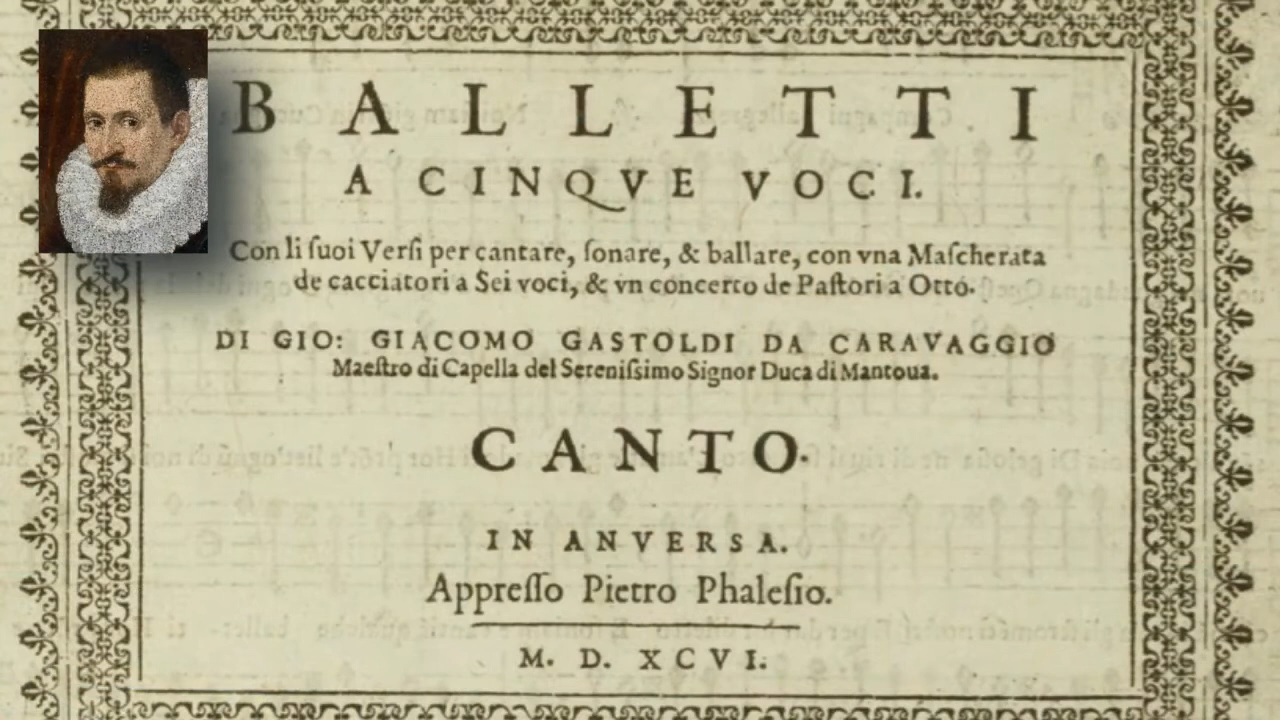 BALLETTI
A CINQVE VOCI.
Con li ſuoi Verſi per cantare, ſonare, & ballare, con vna Maſcherata
de cacciatori a Sei voci, & vn concerto de Paſtori a Otto.
DI GIO: GIACOMO GASTOLDI DA CARAVAGGIO
Maeſtro di Capella del Sereniſsimo Signor Duca di Mantoua.
CANTO.
IN ANVERSA.
Appreſſo Pietro Phaleſio.
M. D. XCVI.